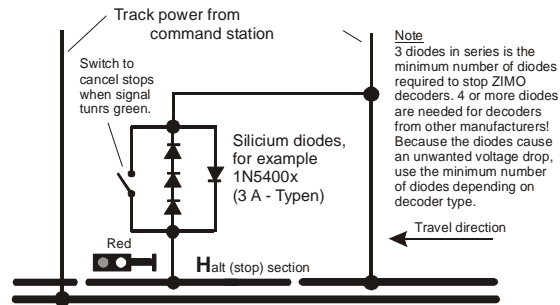 Track power from
command station
Switch to
cancel stops
when signal
tunrs green.
Silicium diodes,
for example
1N5400x
(3 A - Typen)
Note
3 diodes in series is the
minimum number of diodes
required to stop ZIMO
decoders. 4 or more diodes
are needed for decoders
from other manufacturers!
Because the diodes cause
an unwanted voltage drop,
use the minimum number
of diodes depending on
decoder type.
Travel direction
Red
Halt (stop) section